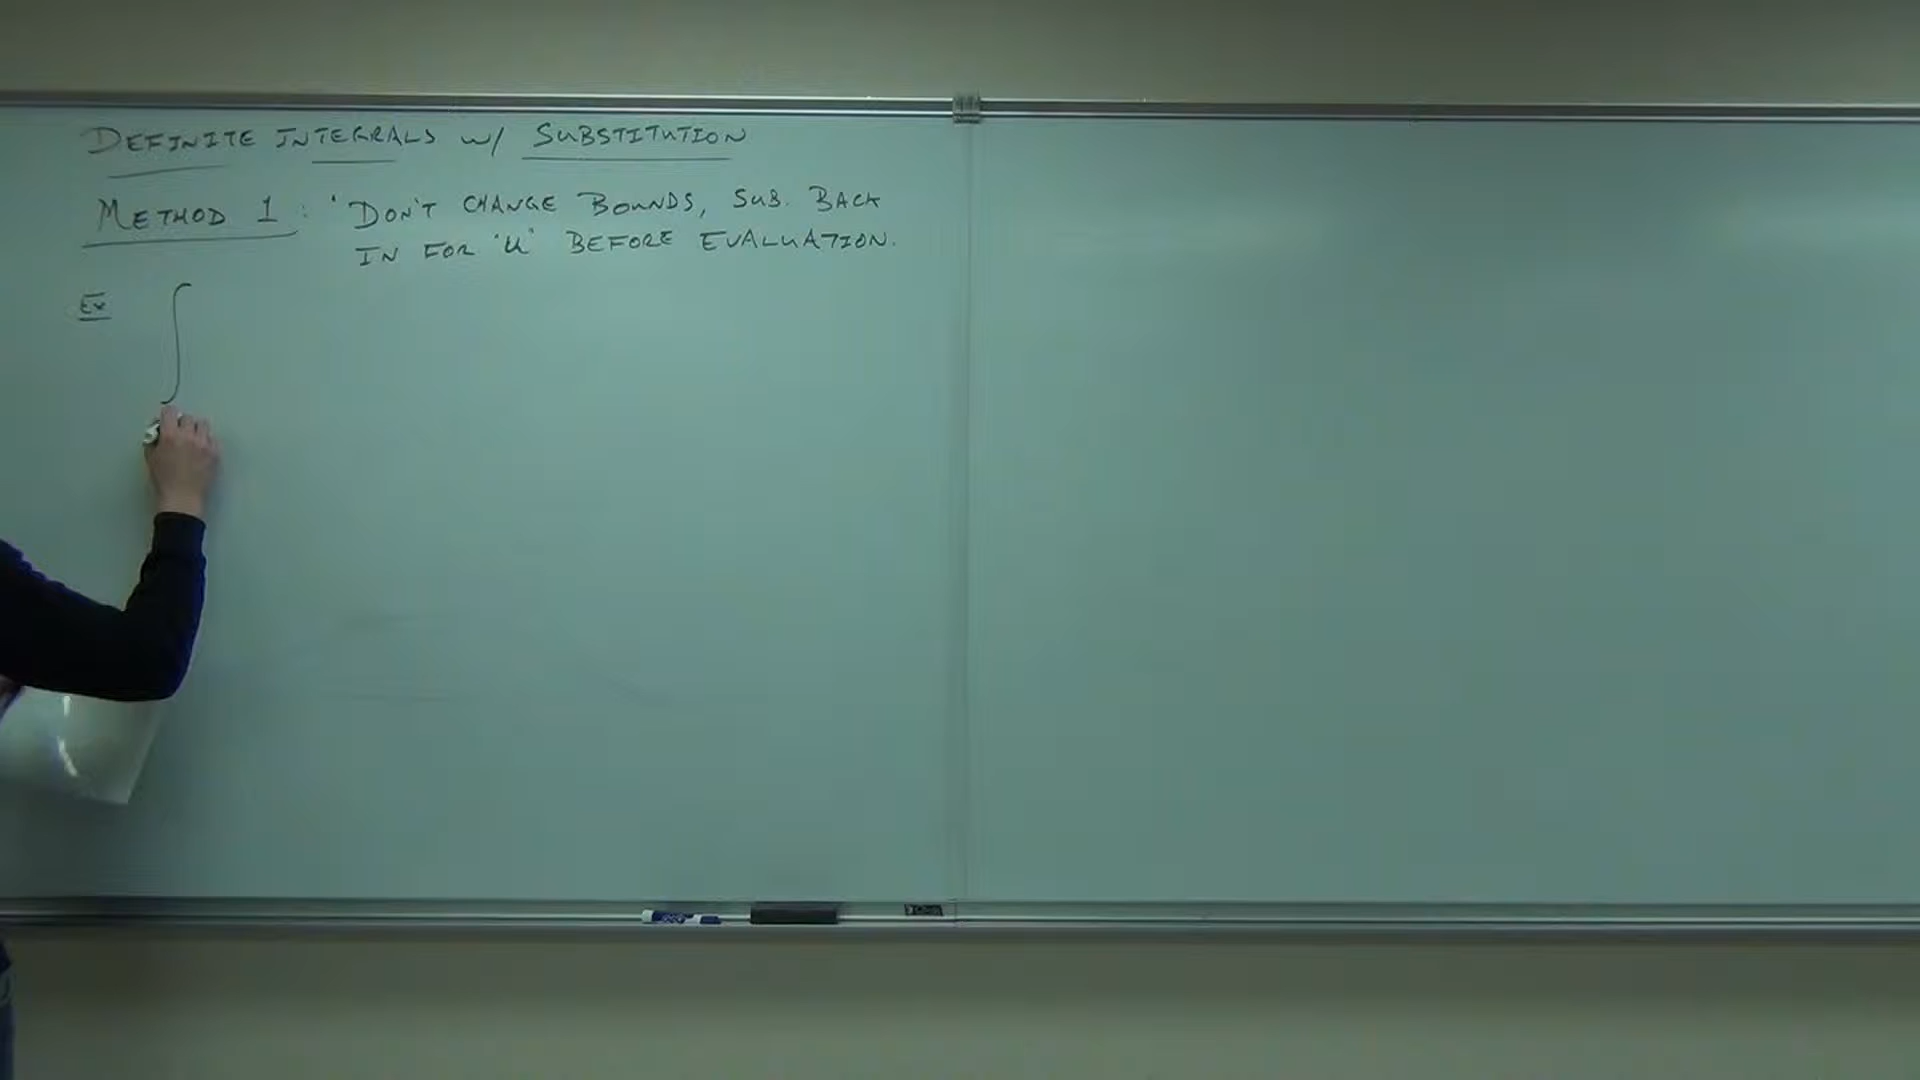 DEFINITE INTEGRALS w/ SUBSTITUTION
METHOD 1: 'DON'T CHANGE BOUNDS, SUB. BACK
IN FOR 'U' BEFORE EVALUATION.
Ex ∫